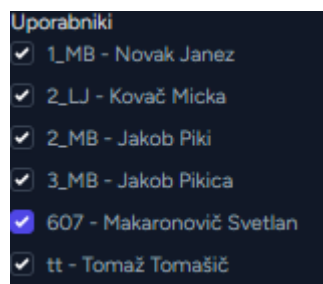 Uporabniki
1_MB - Novak Janez
2_LJ - Kovač Micka
2_MB - Jakob Piki
3_MB - Jakob Pikica
607 - Makaronovič Svetlan
tt - Tomaž Tomašič